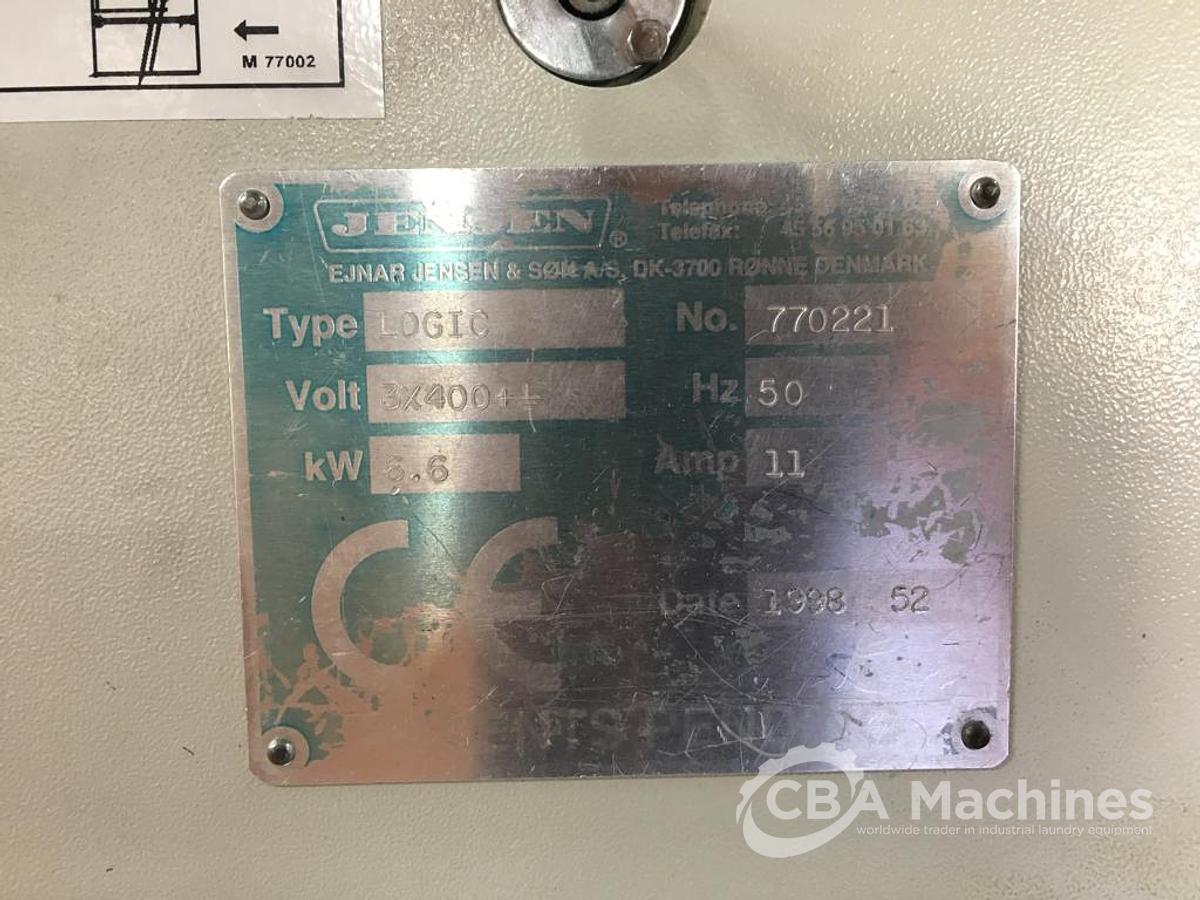 M 77002
JENSEN ®
Telephone:
Telefax: 45 56 95 01 63
EJNAR JENSEN & SØN A/S, DK-3700 RØNNE DENMARK
Type LOGIC No. 770221
Volt 3X400+⏚ Hz 50
kW 6.6 Amp 11
CE
Date 1998 52
CBA Machines
worldwide trader in industrial laundry equipment